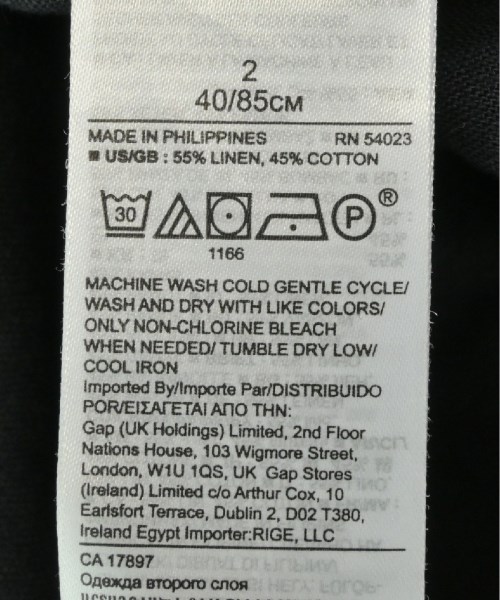 2
40/85CM
MADE IN PHILIPPINES RN 54023
■ US/GB : 55% LINEN, 45% COTTON
30 P ®
1166
MACHINE WASH COLD GENTLE CYCLE/
WASH AND DRY WITH LIKE COLORS/
ONLY NON-CHLORINE BLEACH
WHEN NEEDED/ TUMBLE DRY LOW/
COOL IRON
Imported By/Importe Par/DISTRIBUIDO
POR/ΕΙΣΑΓΕΤΑΙ ΑΠΟ ΤΗΝ:
Gap (UK Holdings) Limited, 2nd Floor
Nations House, 103 Wigmore Street,
London, W1U 1QS, UK Gap Stores
(Ireland) Limited c/o Arthur Cox, 10
Earlsfort Terrace, Dublin 2, D02 T380,
Ireland Egypt Importer:RIGE, LLC
CA 17897
Одежда второго слоя